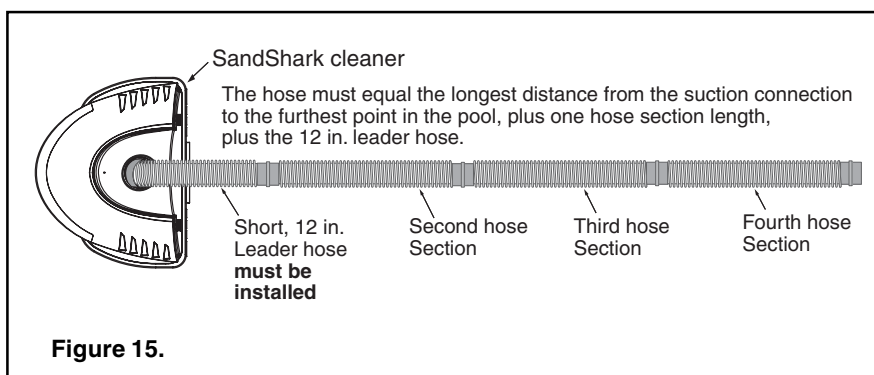 SandShark cleaner
The hose must equal the longest distance from the suction connection
to the furthest point in the pool, plus one hose section length,
plus the 12 in. leader hose.
Short, 12 in.
Leader hose
must be
installed
Second hose
Section
Third hose
Section
Fourth hose
Section
Figure 15.